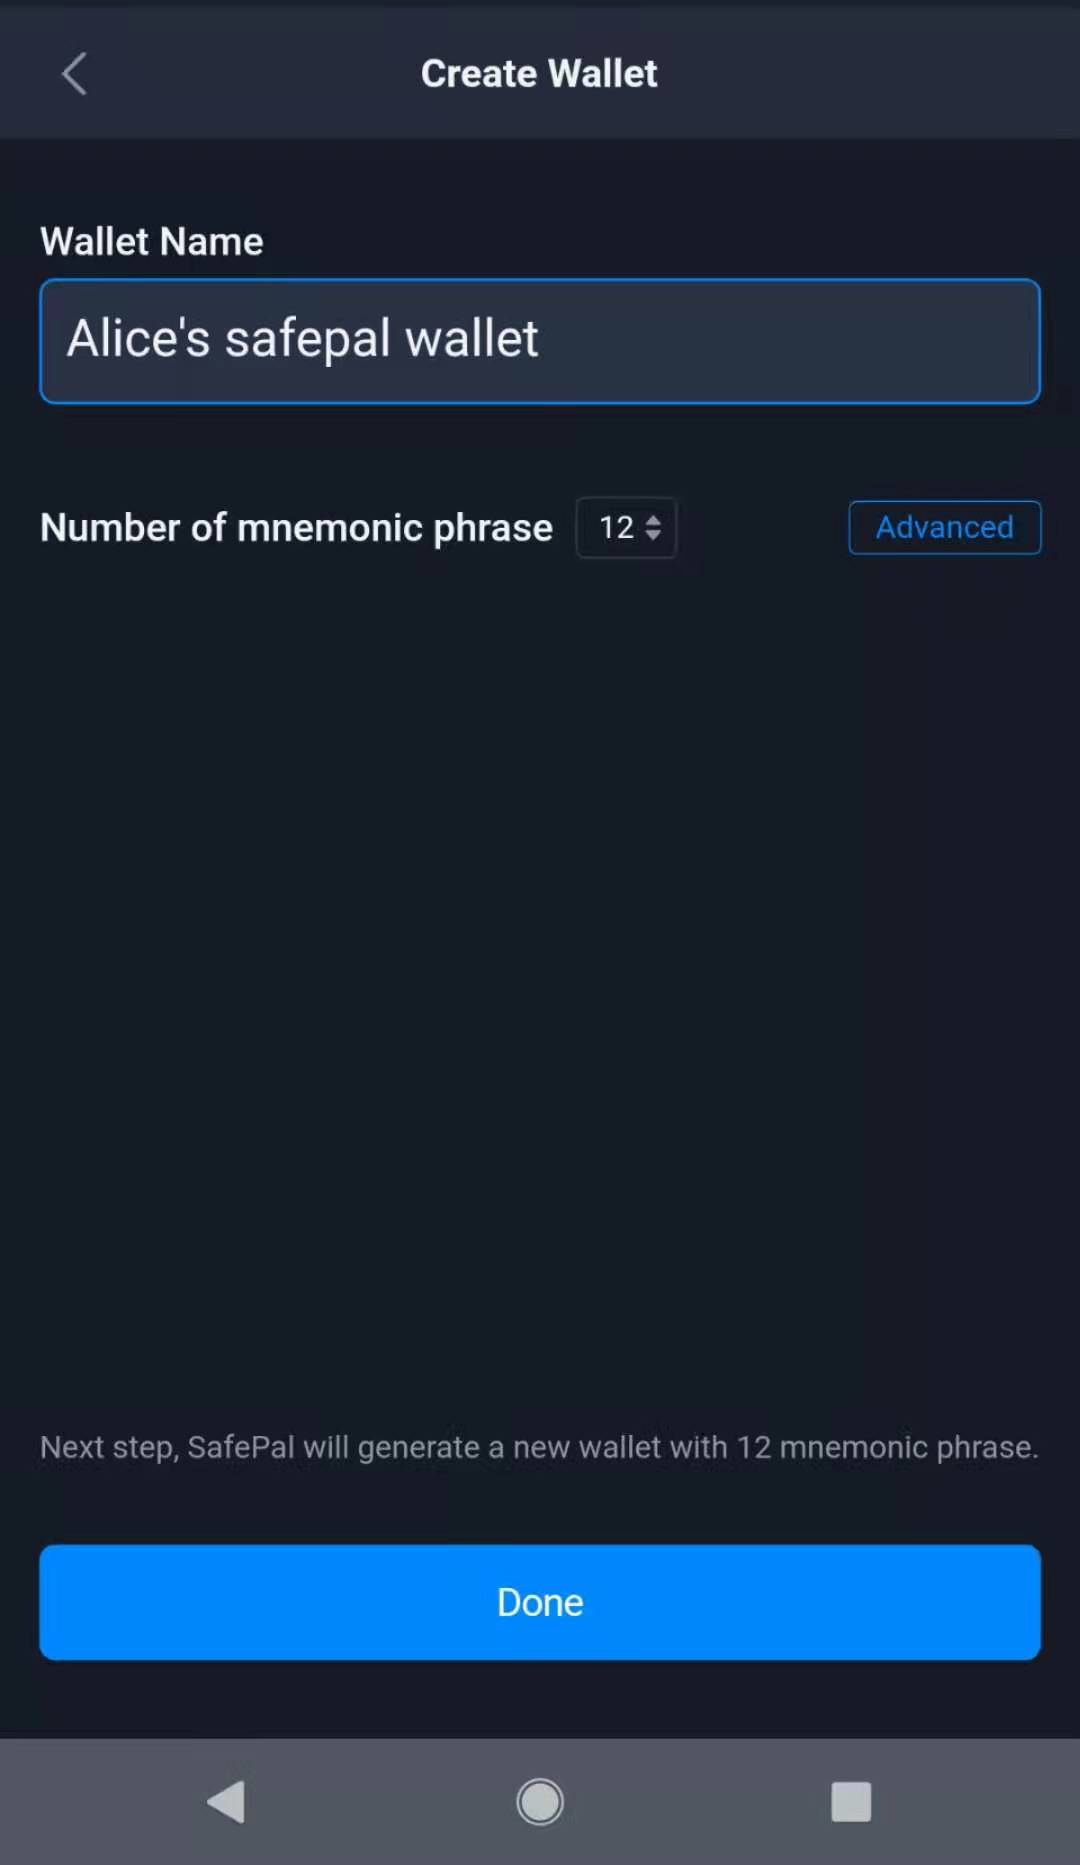 Create Wallet
Wallet Name
Alice's safepal wallet
Number of mnemonic phrase 12 Advanced
Next step, SafePal will generate a new wallet with 12 mnemonic phrase.
Done